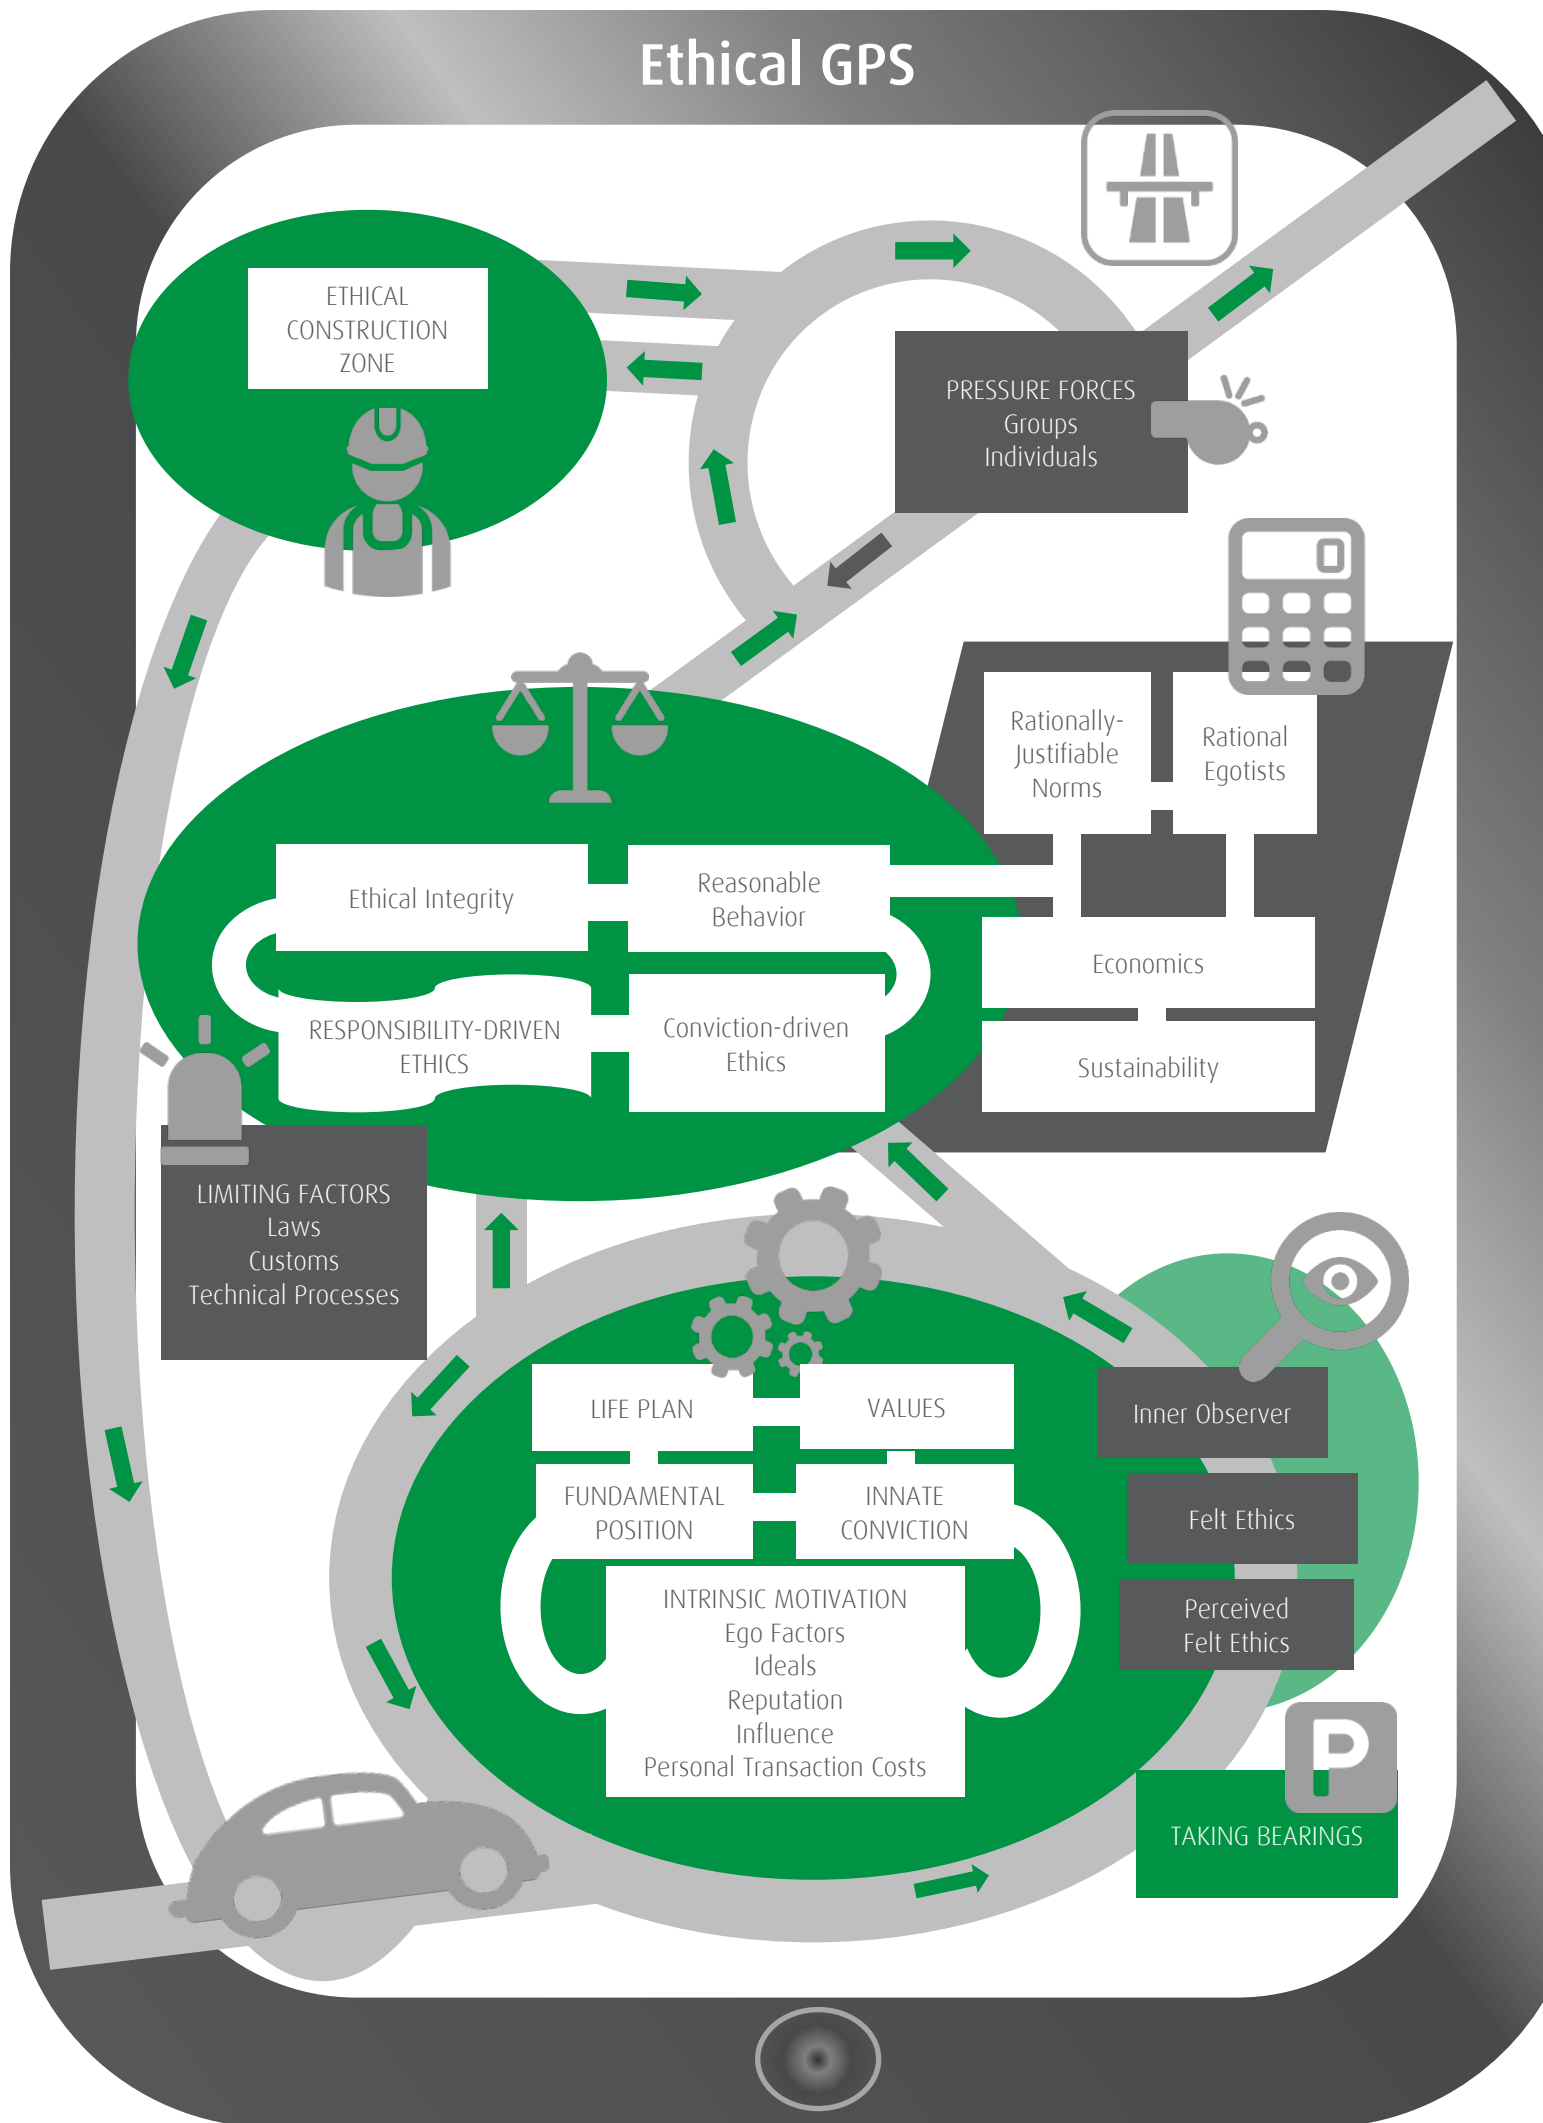 Ethical GPS
ETHICAL
CONSTRUCTION
ZONE
PRESSURE FORCES
Groups
Individuals
Rationally-
Justifiable
Norms
Rational
Egotists
Ethical Integrity
Reasonable
Behavior
Economics
RESPONSIBILITY-DRIVEN
ETHICS
Conviction-driven
Ethics
Sustainability
LIMITING FACTORS
Laws
Customs
Technical Processes
LIFE PLAN
VALUES
Inner Observer
FUNDAMENTAL
POSITION
INNATE
CONVICTION
Felt Ethics
INTRINSIC MOTIVATION
Ego Factors
Ideals
Reputation
Influence
Personal Transaction Costs
Perceived
Felt Ethics
P
TAKING BEARINGS
0